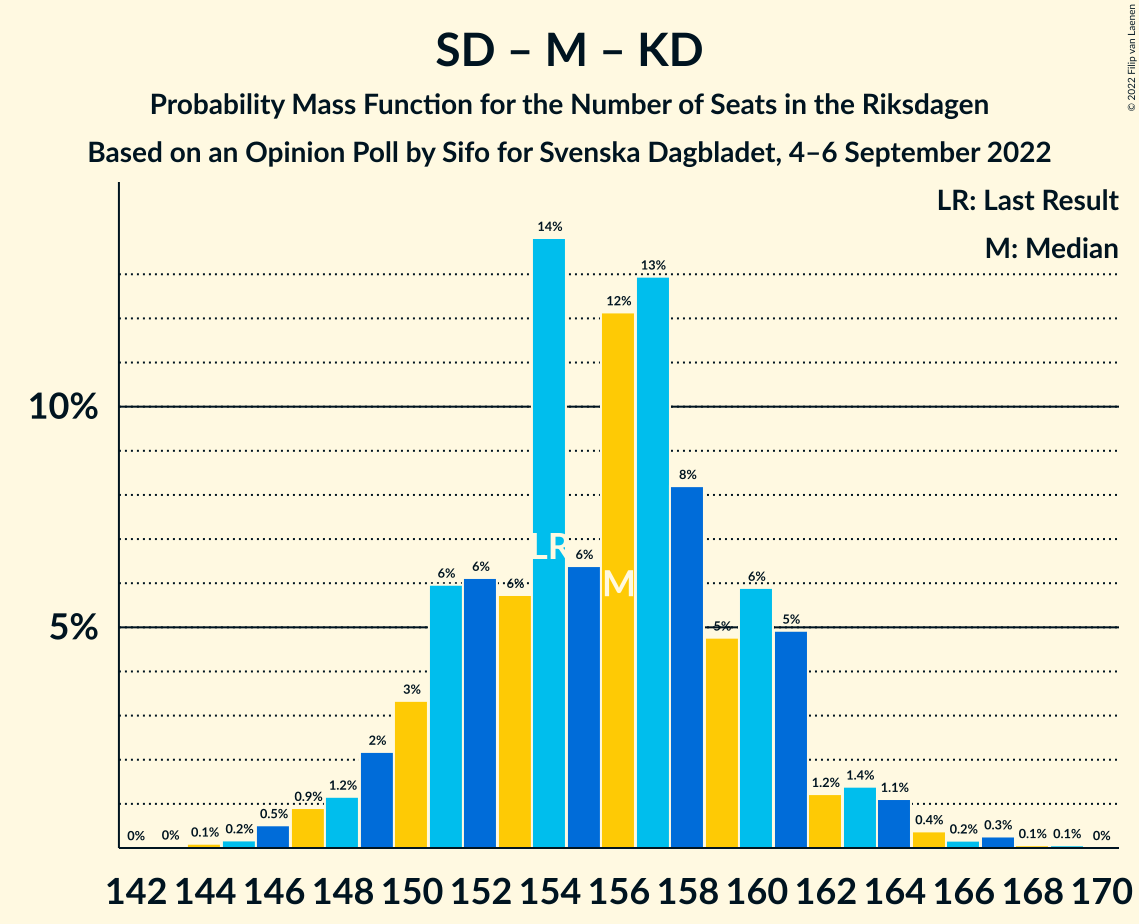 SD – M – KD
Probability Mass Function for the Number of Seats in the Riksdagen
Based on an Opinion Poll by Sifo for Svenska Dagbladet, 4–6 September 2022
© 2022 Filip van Laenen
LR: Last Result
M: Median
10%
5%
0% 0% 0.1% 0.2% 0.5% 0.9% 1.2% 2% 3% 6% 6% 6% 14% 6% 12% 13% 8% 5% 6% 5% 1.2% 1.4% 1.1% 0.4% 0.2% 0.3% 0.1% 0.1% 0%
LR
M
142 144 146 148 150 152 154 156 158 160 162 164 166 168 170